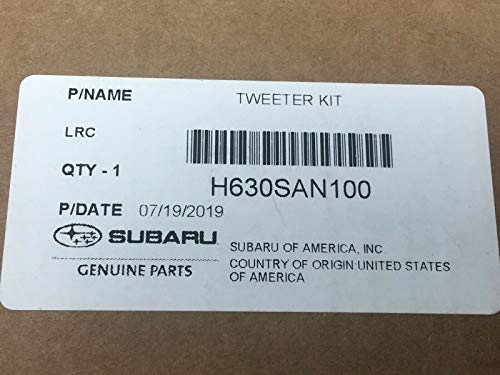 P/NAME TWEETER KIT
LRC
QTY - 1 H630SAN100
P/DATE 07/19/2019
SUBARU SUBARU OF AMERICA, INC
GENUINE PARTS COUNTRY OF ORIGIN:UNITED STATES
OF AMERICA